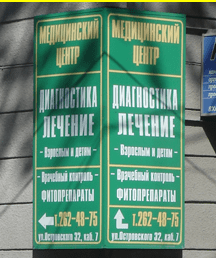 МЕДИЦИНСКИЙ
ЦЕНТР
ДИАГНОСТИКА
ЛЕЧЕНИЕ
- Взрослым и детям -
- Врачебный контроль -
ФИТОПРЕПАРАТЫ
т.262-48-75
ул.Островского 32, каб. 7
МЕДИЦИНСКИЙ
ЦЕНТР
ДИАГНОСТИКА
ЛЕЧЕНИЕ
- Взрослым и детям -
- Врачебный контроль -
ФИТОПРЕПАРАТЫ
т.262-48-75
ул.Островского 32, каб. 7